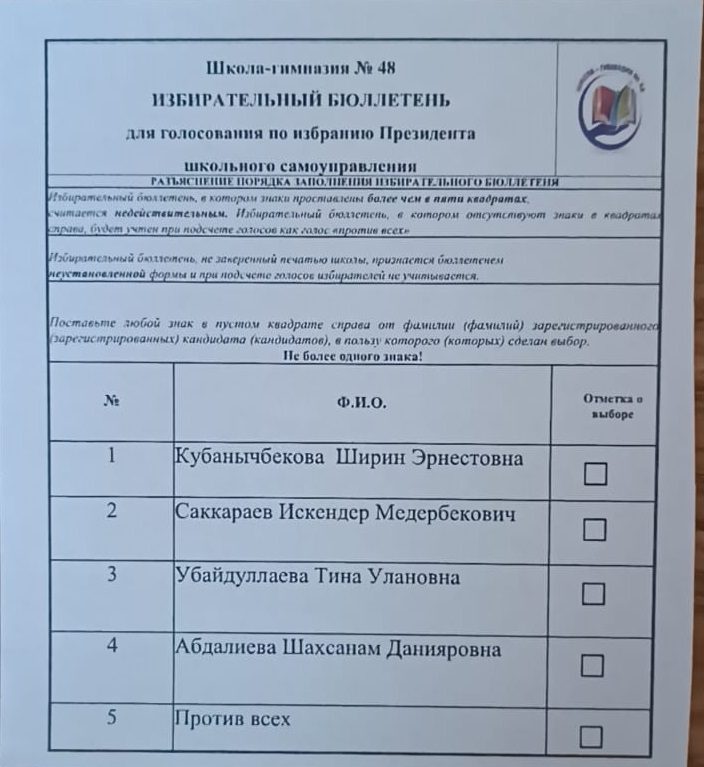 Школа-гимназия № 48
ИЗБИРАТЕЛЬНЫЙ БЮЛЛЕТЕНЬ
для голосования по избранию Президента
школьного самоуправления
РАЗЪЯСНЕНИЕ ПОРЯДКА ЗАПОЛНЕНИЯ ИЗБИРАТЕЛЬНОГО БЮЛЛЕТЕНЯ
Избирательный бюллетень, в котором знаки проставлены более чем в пяти квадратах,
считается недействительным. Избирательный бюллетень, в котором отсутствуют знаки в квадратах
справа, будет учтен при подсчете голосов как голос «против всех»
Избирательный бюллетень, не заверенный печатью школы, признается бюллетенем
неустановленной формы и при подсчете голосов избирателей не учитывается.
Поставьте любой знак в пустом квадрате справа от фамилии (фамилий) зарегистрированного
(зарегистрированных) кандидата (кандидатов), в пользу которого (которых) сделан выбор.
Не более одного знака!
№ Ф.И.О. Отметка о
выборе
1 Кубанычбекова Ширин Эрнестовна
2 Саккараев Искендер Медербекович
3 Убайдуллаева Тина Улановна
4 Абдалиева Шахсанам Данияровна
5 Против всех